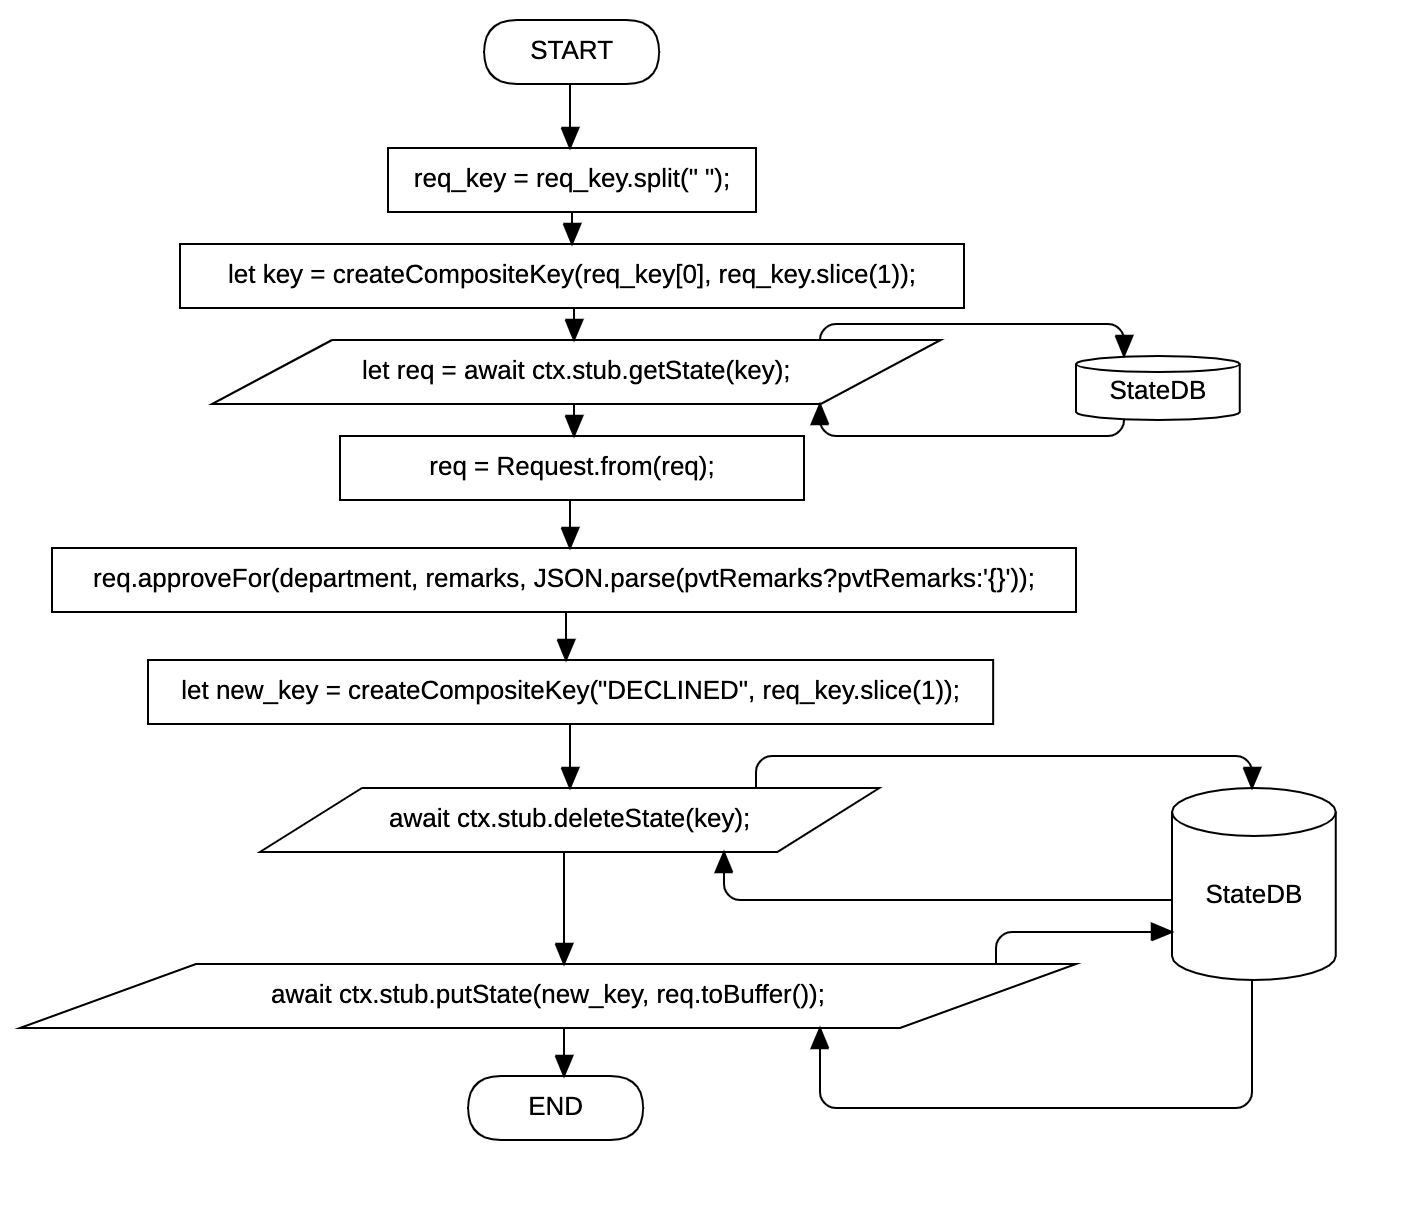 START
req_key = req_key.split(" ");
let key = createCompositeKey(req_key[0], req_key.slice(1));
let req = await ctx.stub.getState(key);
StateDB
req = Request.from(req);
req.approveFor(department, remarks, JSON.parse(pvtRemarks?pvtRemarks:'{}'));
let new_key = createCompositeKey("DECLINED", req_key.slice(1));
await ctx.stub.deleteState(key);
StateDB
await ctx.stub.putState(new_key, req.toBuffer());
END